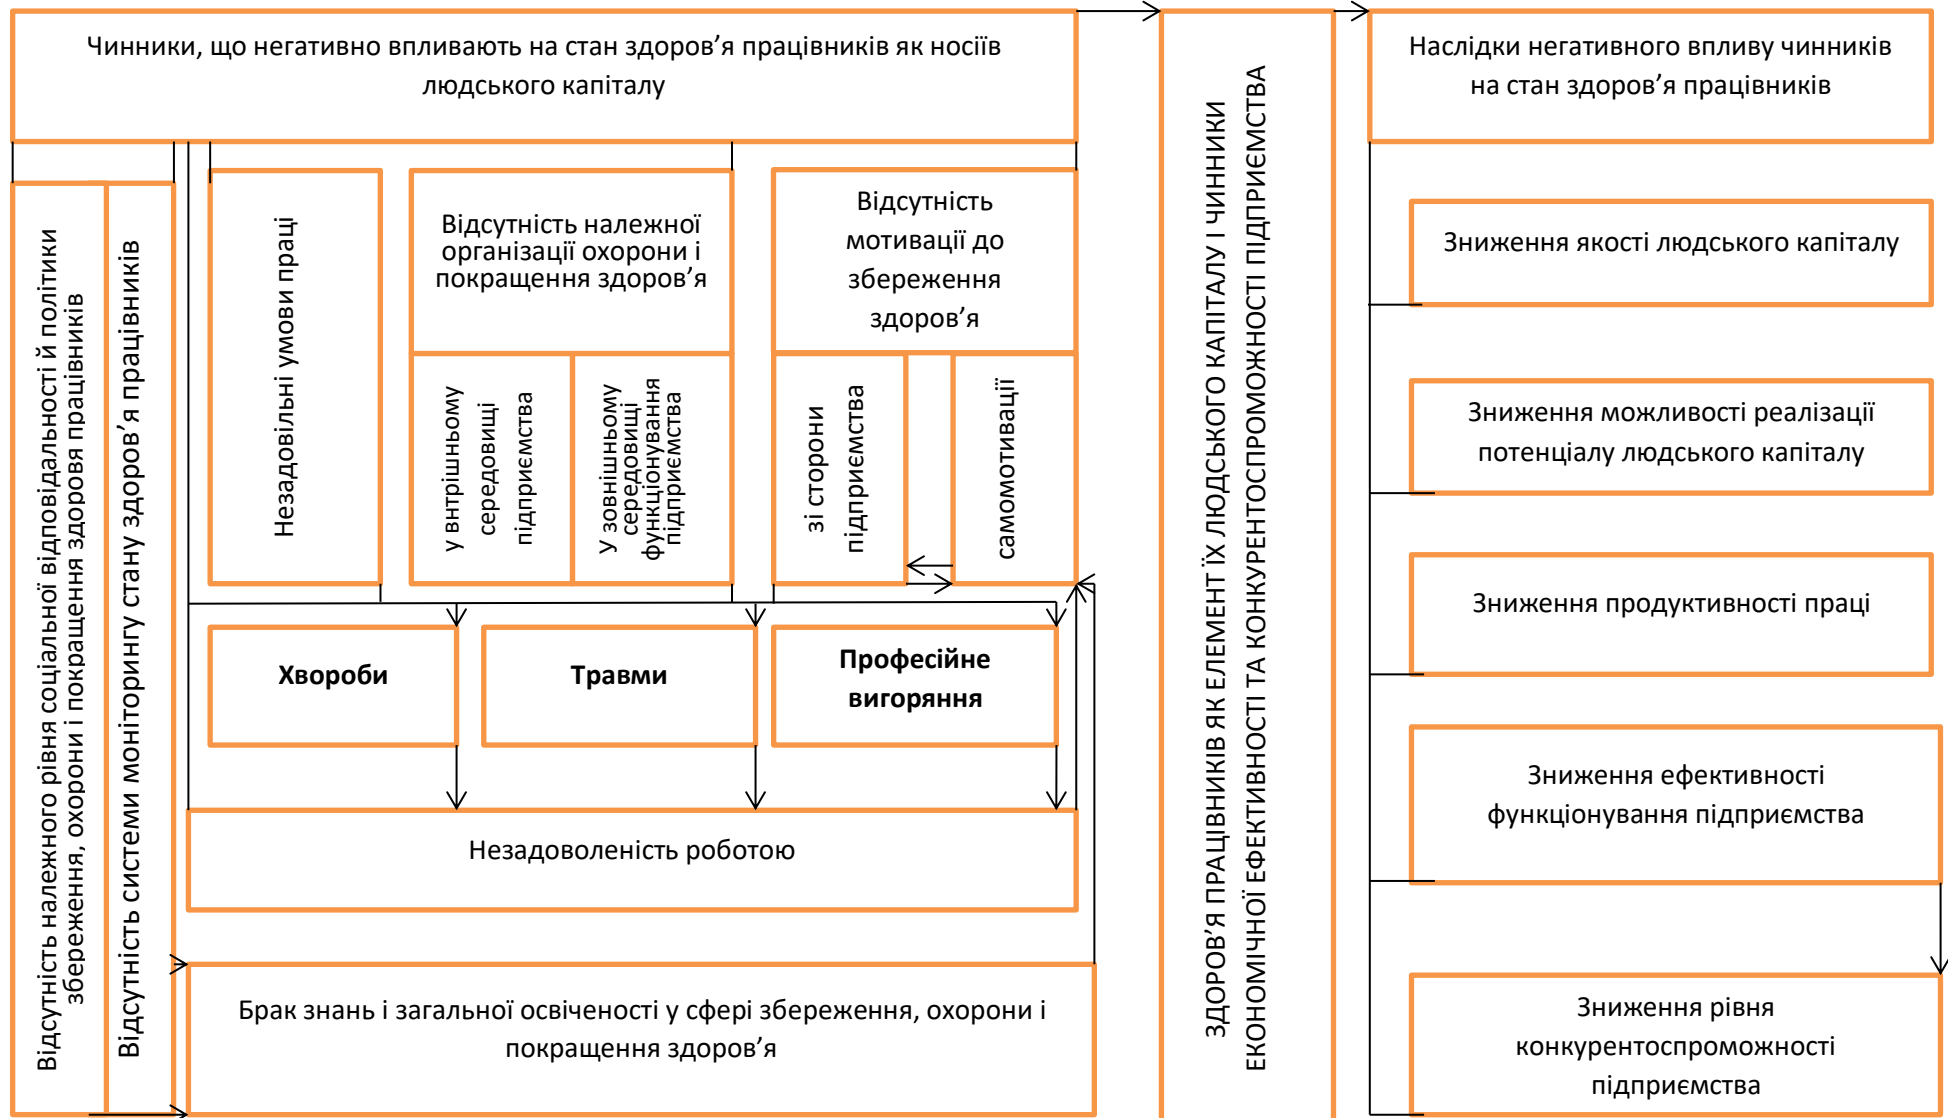 Чинники, що негативно впливають на стан здоров’я працівників як носіїв
людського капіталу
Відсутність належного рівня соціальної відповідальності й політики
збереження, охорони і покращення здоровя працівників
Відсутність системи моніторингу стану здоров’я працівників
Незадовільні умови праці
Відсутність належної
організації охорони і
покращення здоров’я
у внтрішньому
середовищі
підприємства
У зовнішньому
середовищі
функціонування
підприємства
Відсутність
мотивації до
збереження
здоров’я
зі сторони
підприємства
самомотивації
Хвороби
Травми
Професійне
вигоряння
Незадоволеність роботою
Брак знань і загальної освіченості у сфері збереження, охорони і
покращення здоров’я
ЗДОРОВ’Я ПРАЦІВНИКІВ ЯК ЕЛЕМЕНТ ЇХ ЛЮДСЬКОГО КАПІТАЛУ І ЧИННИКИ
ЕКОНОМІЧНОЇ ЕФЕКТИВНОСТІ ТА КОНКУРЕНТОСПРОМОЖНОСТІ ПІДПРИЄМСТВА
Наслідки негативного впливу чинників
на стан здоров’я працівників
Зниження якості людського капіталу
Зниження можливості реалізації
потенціалу людського капіталу
Зниження продуктивності праці
Зниження ефективності
функціонування підприємства
Зниження рівня
конкурентоспроможності
підприємства